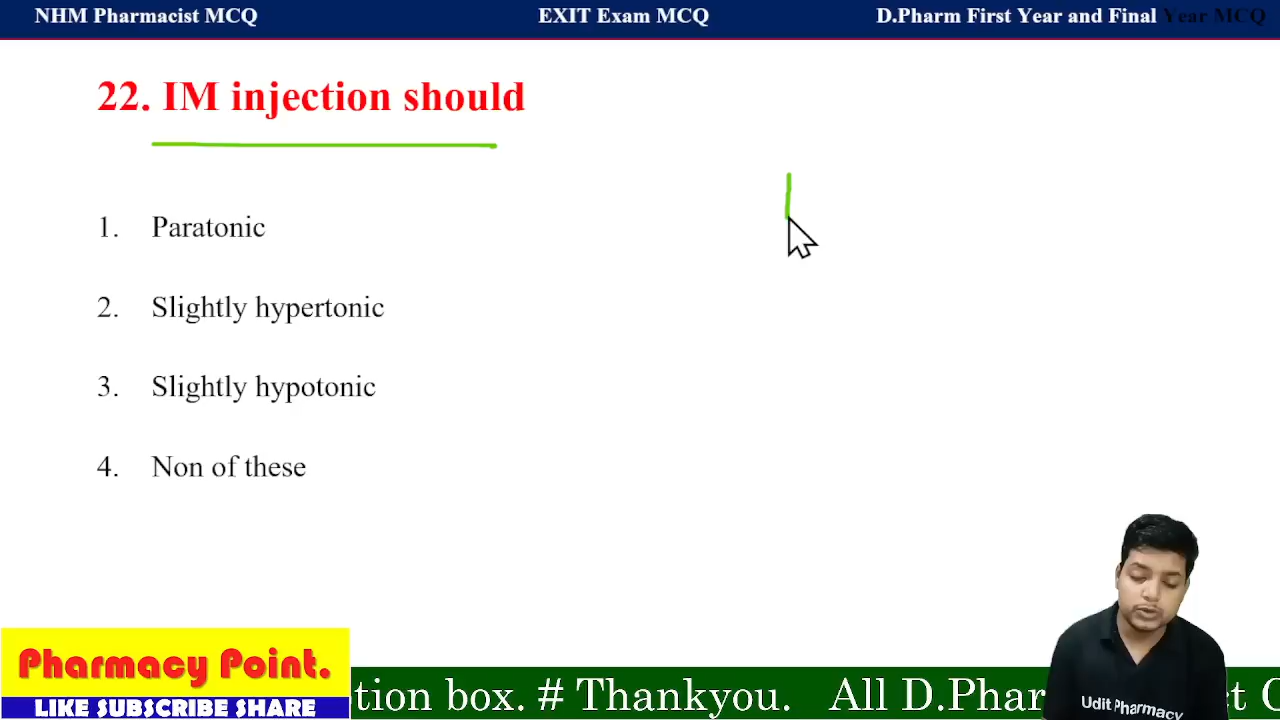 NHM Pharmacist MCQ EXIT Exam MCQ D.Pharm First Year and Final Year MCQ
22. IM injection should
1. Paratonic
2. Slightly hypertonic
3. Slightly hypotonic
4. Non of these
Pharmacy Point.
LIKE SUBSCRIBE SHARE
tion box. # Thankyou. All D.Phar
Udit Pharmacy